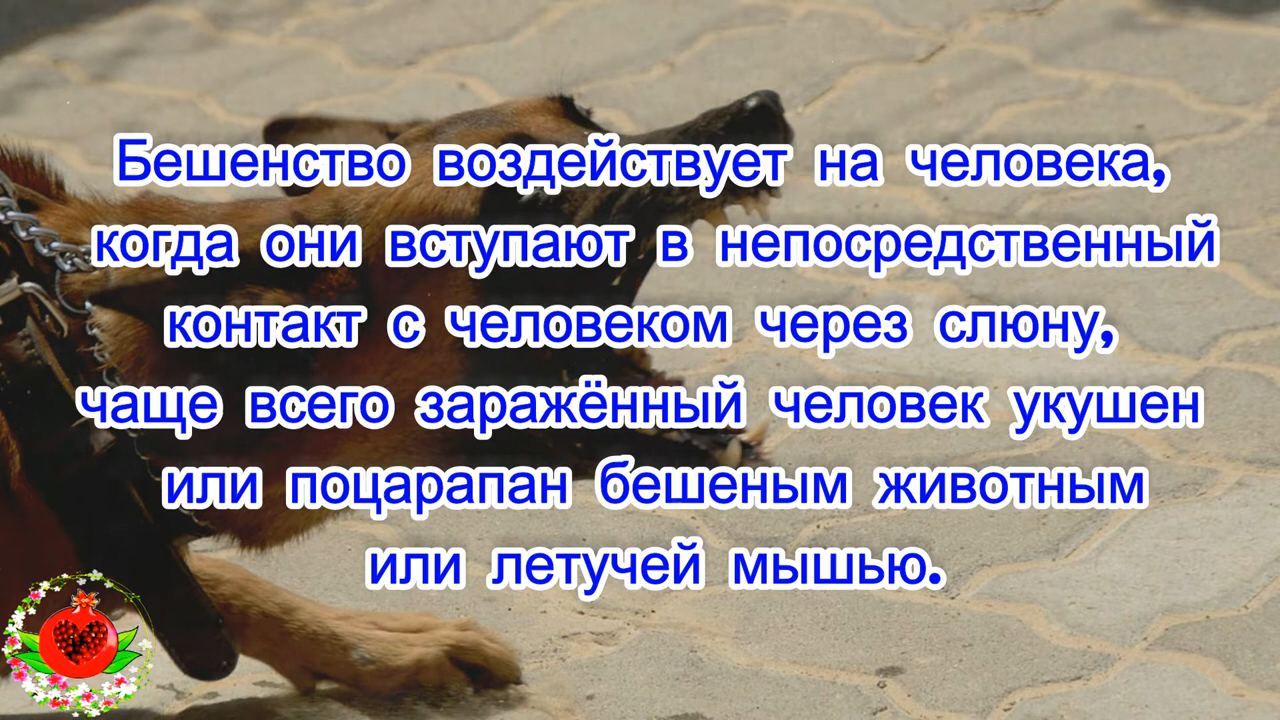 Бешенство воздействует на человека,
когда они вступают в непосредственный
контакт с человеком через слюну,
чаще всего заражённый человек укушен
или поцарапан бешеным животным
или летучей мышью.